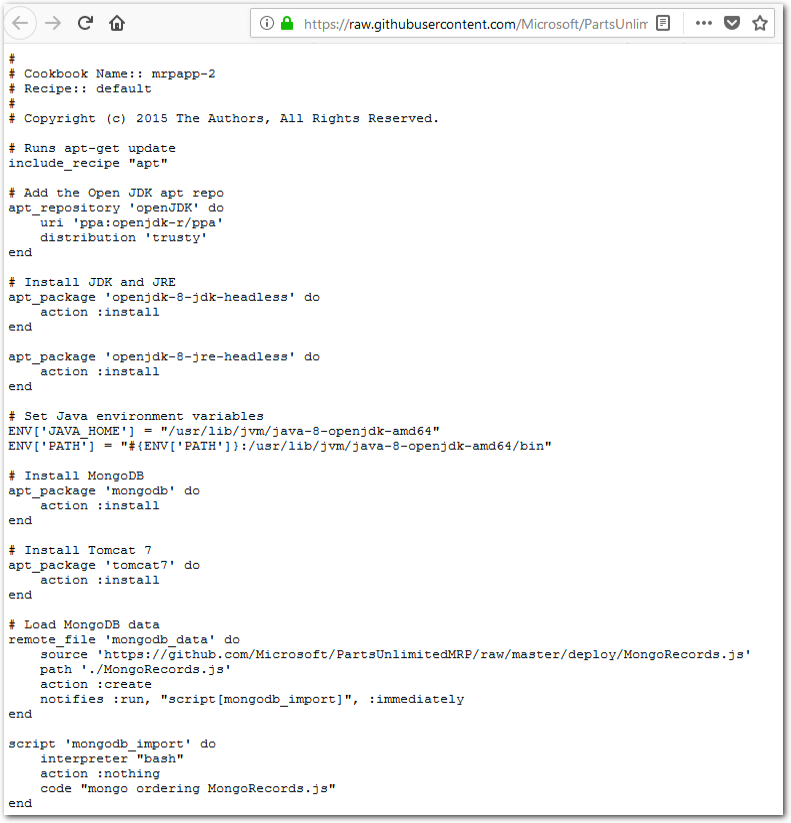 https://raw.githubusercontent.com/Microsoft/PartsUnlim
#
# Cookbook Name:: mrpapp-2
# Recipe:: default
#
# Copyright (c) 2015 The Authors, All Rights Reserved.

# Runs apt-get update
include_recipe "apt"

# Add the Open JDK apt repo
apt_repository 'openJDK' do
    uri 'ppa:openjdk-r/ppa'
    distribution 'trusty'
end

# Install JDK and JRE
apt_package 'openjdk-8-jdk-headless' do
    action :install
end

apt_package 'openjdk-8-jre-headless' do
    action :install
end

# Set Java environment variables
ENV['JAVA_HOME'] = "/usr/lib/jvm/java-8-openjdk-amd64"
ENV['PATH'] = "#{ENV['PATH']}:/usr/lib/jvm/java-8-openjdk-amd64/bin"

# Install MongoDB
apt_package 'mongodb' do
    action :install
end

# Install Tomcat 7
apt_package 'tomcat7' do
    action :install
end

# Load MongoDB data
remote_file 'mongodb_data' do
    source 'https://github.com/Microsoft/PartsUnlimitedMRP/raw/master/deploy/MongoRecords.js'
    path './MongoRecords.js'
    action :create
    notifies :run, "script[mongodb_import]", :immediately
end

script 'mongodb_import' do
    interpreter "bash"
    action :nothing
    code "mongo ordering MongoRecords.js"
end